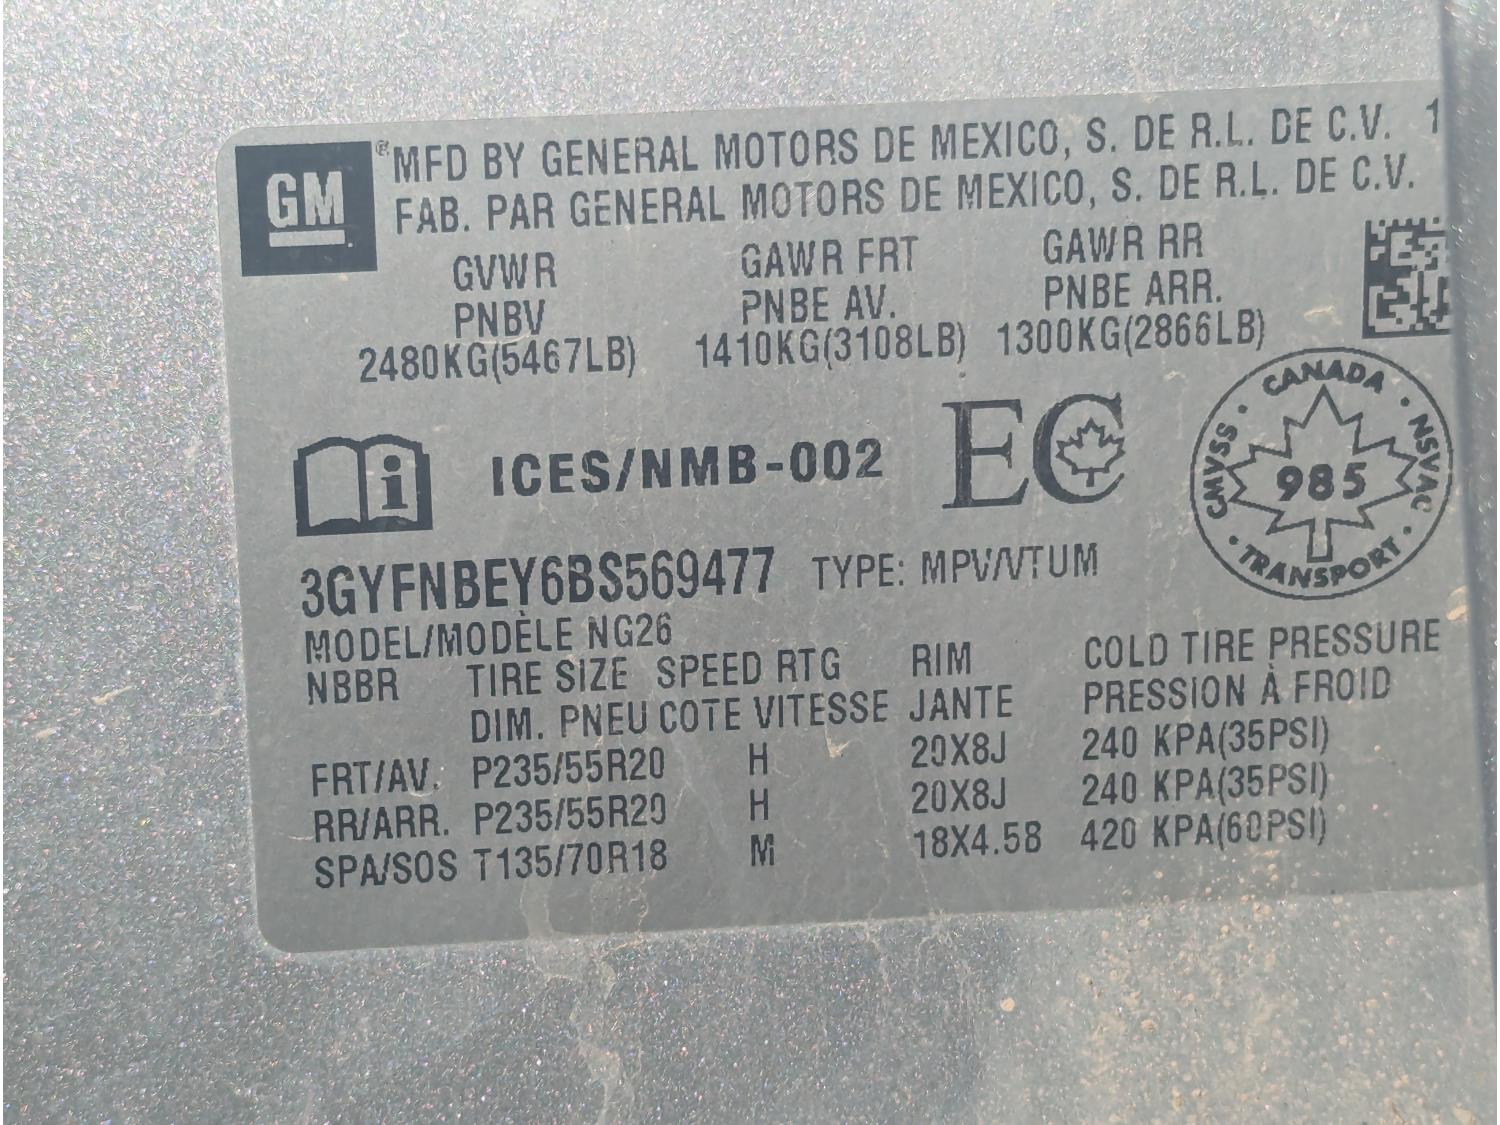 GM
® MFD BY GENERAL MOTORS DE MEXICO, S. DE R.L. DE C.V. 1
FAB. PAR GENERAL MOTORS DE MEXICO, S. DE R.L. DE C.V.
GVWR GAWR FRT GAWR RR
PNBV PNBE AV. PNBE ARR.
2480KG(5467LB) 1410KG(3108LB) 1300KG(2866LB)
i ICES/NMB-002 EC
CANADA
CMVSS 985 NSVAC
TRANSPORT
3GYFNBEY6BS569477 TYPE: MPV/VTUM
MODEL/MODÈLE NG26
NBBR TIRE SIZE SPEED RTG RIM COLD TIRE PRESSURE
DIM. PNEU COTE VITESSE JANTE PRESSION À FROID
FRT/AV. P235/55R20 H 20X8J 240 KPA(35PSI)
RR/ARR. P235/55R20 H 20X8J 240 KPA(35PSI)
SPA/SOS T135/70R18 M 18X4.5B 420 KPA(60PSI)